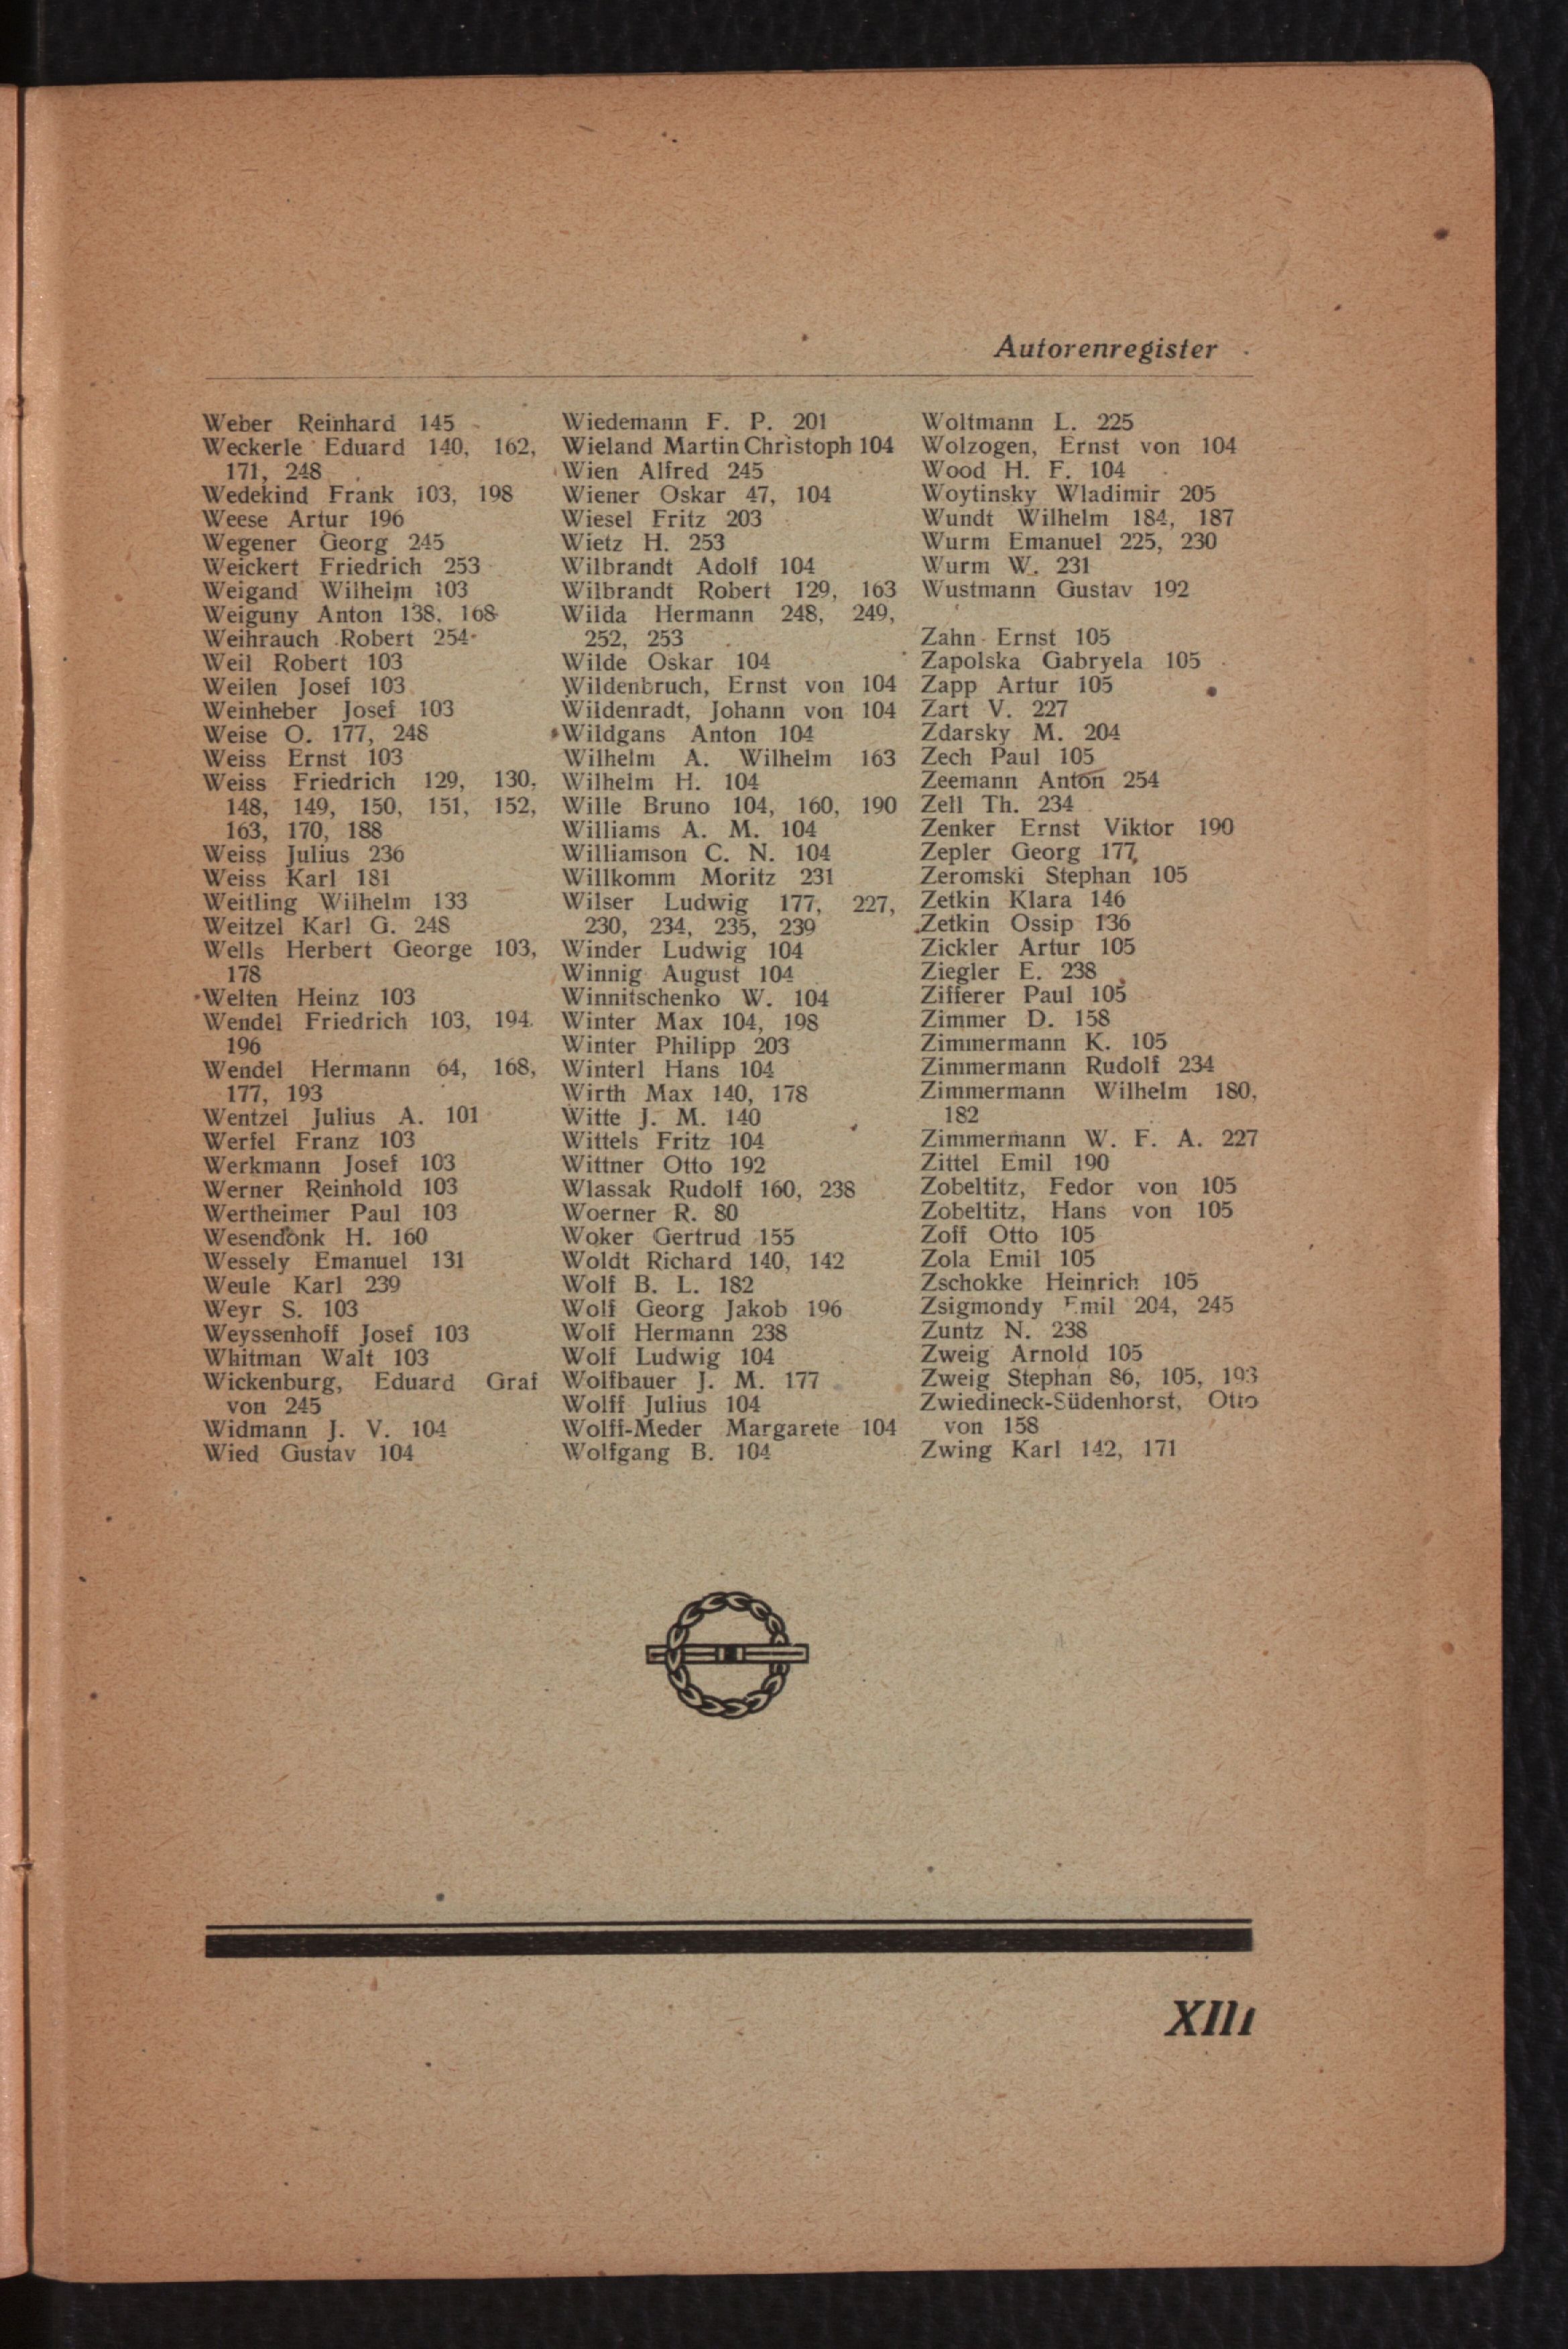 Autorenregister
Weber Reinhard 145
Weckerle Eduard 140, 162,
171, 248
Wedekind Frank 103, 198
Weese Artur 196
Wegener Georg 245
Weickert Friedrich 253
Weigand Wilhelm 103
Weiguny Anton 138, 168
Weihrauch Robert 254
Weil Robert 103
Weilen Josef 103
Weinheber Josef 103
Weise O. 177, 248
Weiss Ernst 103
Weiss Friedrich 129, 130,
148, 149, 150, 151, 152,
163, 170, 188
Weiss Julius 236
Weiss Karl 181
Weitling Wilhelm 133
Weitzel Karl G. 248
Wells Herbert George 103,
178
Welten Heinz 103
Wendel Friedrich 103, 194.
196
Wendel Hermann 64, 168,
177, 193
Wentzel Julius A. 101
Werfel Franz 103
Werkmann Josef 103
Werner Reinhold 103
Wertheimer Paul 103
Wesendonk H. 160
Wessely Emanuel 131
Weule Karl 239
Weyr S. 103
Weyssenhoff Josef 103
Whitman Walt 103
Wickenburg, Eduard Graf
von 245
Widmann J. V. 104
Wied Gustav 104
Wiedemann F. P. 201
Wieland Martin Christoph 104
Wien Alfred 245
Wiener Oskar 47, 104
Wiesel Fritz 203
Wietz H. 253
Wilbrandt Adolf 104
Wilbrandt Robert 129, 163
Wilda Hermann 248, 249,
252, 253
Wilde Oskar 104
Wildenbruch, Ernst von 104
Wildenradt, Johann von 104
Wildgans Anton 104
Wilhelm A. Wilhelm 163
Wilhelm H. 104
Wille Bruno 104, 160, 190
Williams A. M. 104
Williamson C. N. 104
Willkomm Moritz 231
Wilser Ludwig 177, 227,
230, 234, 235, 239
Winder Ludwig 104
Winnig August 104
Winnitschenko W. 104
Winter Max 104, 198
Winter Philipp 203
Winterl Hans 104
Wirth Max 140, 178
Witte J. M. 140
Wittels Fritz 104
Wittner Otto 192
Wlassak Rudolf 160, 238
Woerner R. 80
Woker Gertrud 155
Woldt Richard 140, 142
Wolf B. L. 182
Wolf Georg Jakob 196
Wolf Hermann 238
Wolf Ludwig 104
Wolfbauer J. M. 177
Wolff Julius 104
Wolff-Meder Margarete 104
Wolfgang B. 104
Woltmann L. 225
Wolzogen, Ernst von 104
Wood H. F. 104
Woytinsky Wladimir 205
Wundt Wilhelm 184, 187
Wurm Emanuel 225, 230
Wurm W. 231
Wustmann Gustav 192
Zahn Ernst 105
Zapolska Gabryela 105
Zapp Artur 105
Zart V. 227
Zdarsky M. 204
Zech Paul 105
Zeemann Anton 254
Zell Th. 234
Zenker Ernst Viktor 190
Zepler Georg 177
Zeromski Stephan 105
Zetkin Klara 146
Zetkin Ossip 136
Zickler Artur 105
Ziegler E. 238
Zifferer Paul 105
Zimmer D. 158
Zimmermann K. 105
Zimmermann Rudolf 234
Zimmermann Wilhelm 180,
182
Zimmermann W. F. A. 227
Zittel Emil 190
Zobeltitz, Fedor von 105
Zobeltitz, Hans von 105
Zoff Otto 105
Zola Emil 105
Zschokke Heinrich 105
Zsigmondy Emil 204, 245
Zuntz N. 238
Zweig Arnold 105
Zweig Stephan 86, 105, 193
Zwiedineck-Südenhorst, Otto
von 158
Zwing Karl 142, 171
XIII